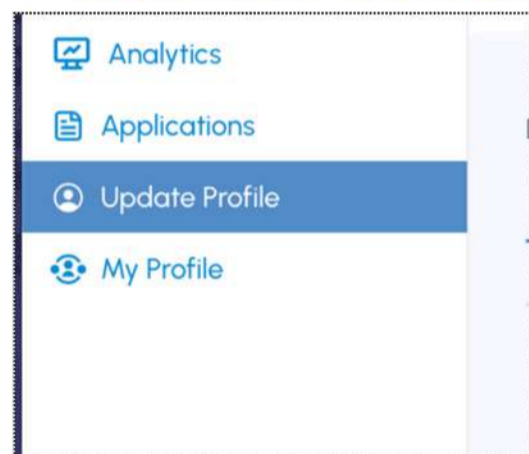 Analytics
Applications
Update Profile
My Profile